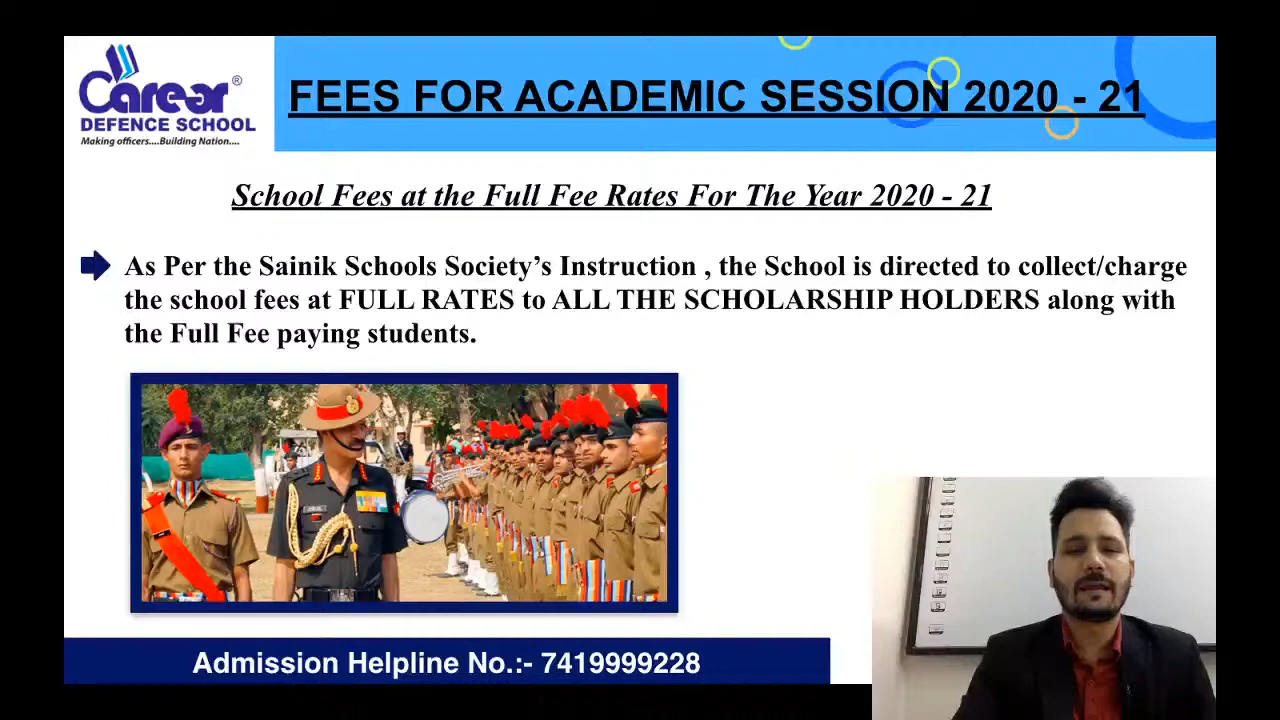 Carear®
DEFENCE SCHOOL
Making officers....Building Nation....
FEES FOR ACADEMIC SESSION 2020 - 21
School Fees at the Full Fee Rates For The Year 2020 - 21
As Per the Sainik Schools Society’s Instruction , the School is directed to collect/charge
the school fees at FULL RATES to ALL THE SCHOLARSHIP HOLDERS along with
the Full Fee paying students.
Admission Helpline No.:- 7419999228